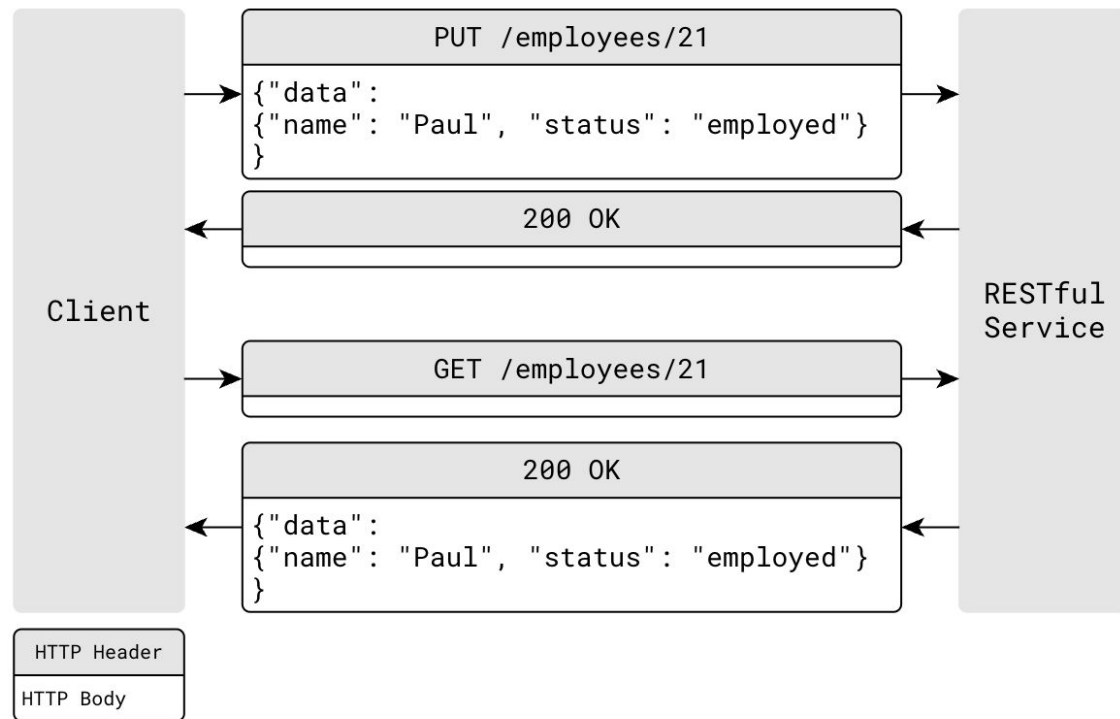 PUT /employees/21
{"data":
{"name": "Paul", "status": "employed"}
}
200 OK
Client
RESTful
Service
GET /employees/21
200 OK
{"data":
{"name": "Paul", "status": "employed"}
}
HTTP Header
HTTP Body